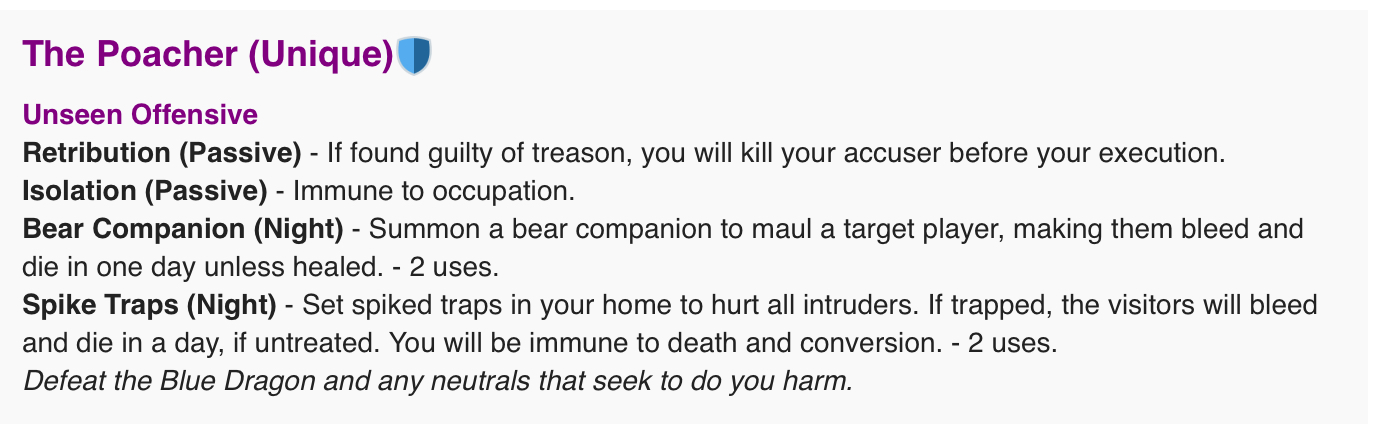 The Poacher (Unique)
Unseen Offensive
Retribution (Passive) - If found guilty of treason, you will kill your accuser before your execution.
Isolation (Passive) - Immune to occupation.
Bear Companion (Night) - Summon a bear companion to maul a target player, making them bleed and
die in one day unless healed. - 2 uses.
Spike Traps (Night) - Set spiked traps in your home to hurt all intruders. If trapped, the visitors will bleed
and die in a day, if untreated. You will be immune to death and conversion. - 2 uses.
Defeat the Blue Dragon and any neutrals that seek to do you harm.